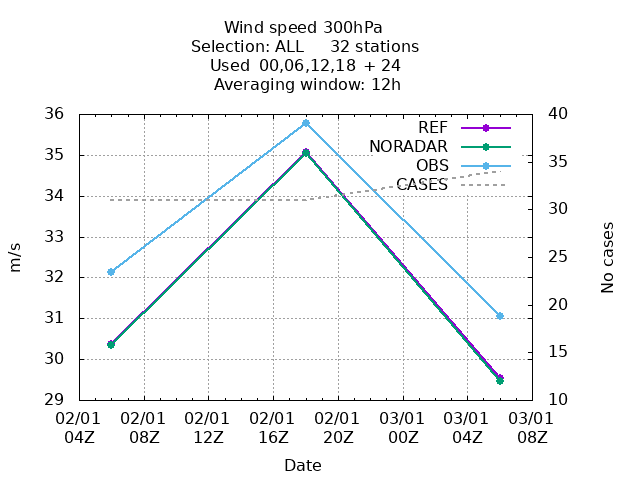 Wind speed 300hPa
Selection: ALL 32 stations
Used 00,06,12,18 + 24
Averaging window: 12h
36 40
REF
NORADAR
35 35
OBS
CASES
34
33 30
32 25
31 20
30 15
29 10
m/s
No cases
02/01 02/01 02/01 02/01 02/01 03/01 03/01 03/01
04Z 08Z 12Z 16Z 20Z 00Z 04Z 08Z
Date